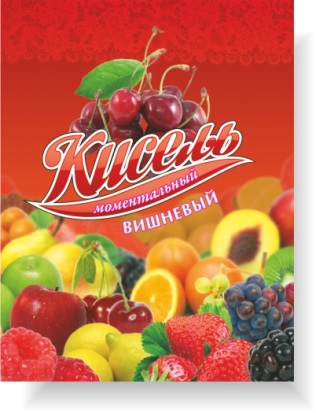 Кисель
моментальный
вишневый